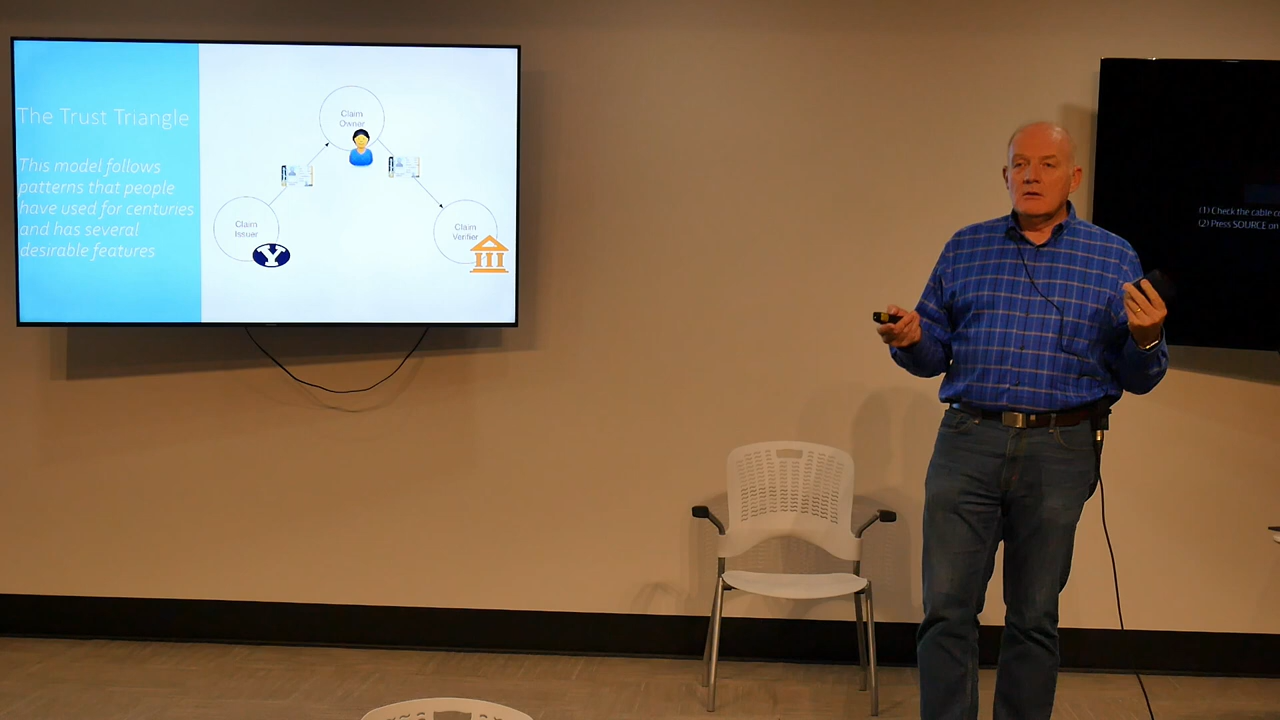 The Trust Triangle
This model follows
patterns that people
have used for centuries
and has several
desirable features
Claim
Owner
Claim
Issuer
Y
Claim
Verifier
(1) Check the cable
(2) Press SOURCE on